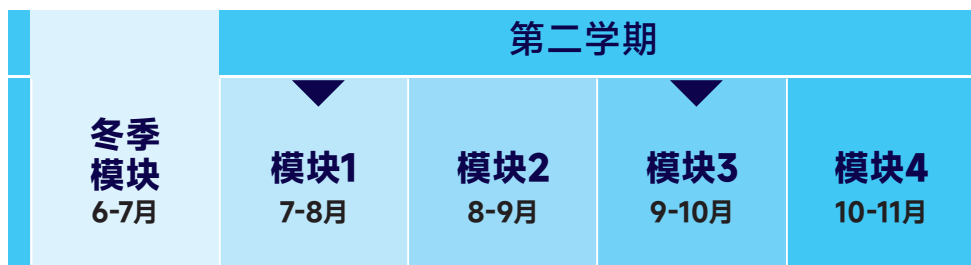 第二学期
冬季
模块
6-7月
模块1
7-8月
模块2
8-9月
模块3
9-10月
模块4
10-11月